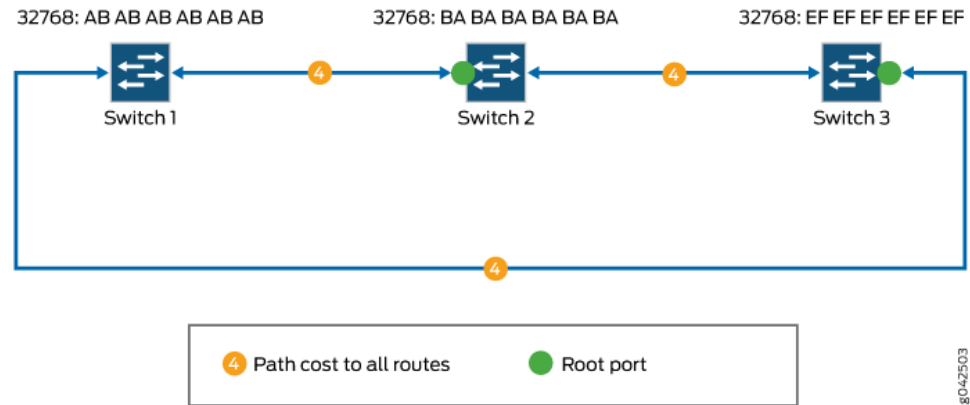 32768: AB AB AB AB AB AB
32768: BA BA BA BA BA BA
32768: EF EF EF EF EF EF
4
4
Switch 1
Switch 2
Switch 3
4
4 Path cost to all routes
Root port
g042503